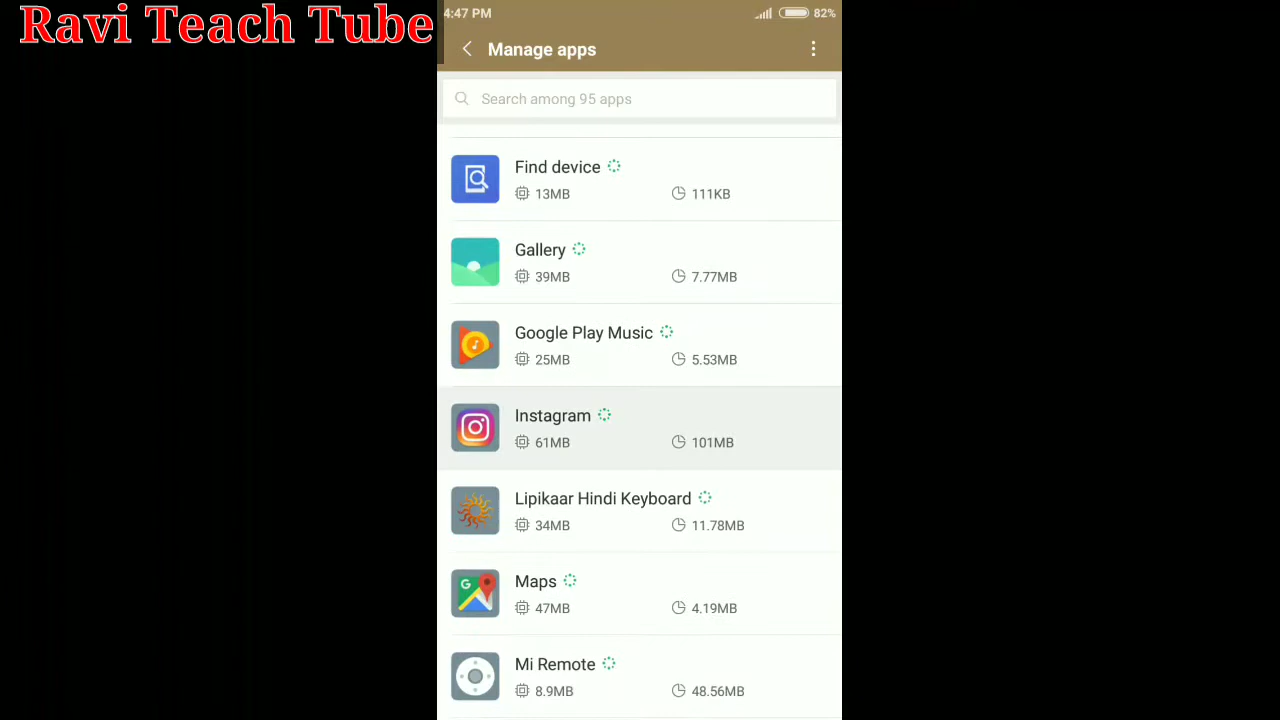 Ravi Teach Tube
4:47 PM
82%
Manage apps
Search among 95 apps
Find device
13MB
111KB
Gallery
39MB
7.77MB
Google Play Music
25MB
5.53MB
Instagram
61MB
101MB
Lipikaar Hindi Keyboard
34MB
11.78MB
G
Maps
47MB
4.19MB
Mi Remote
8.9MB
48.56MB